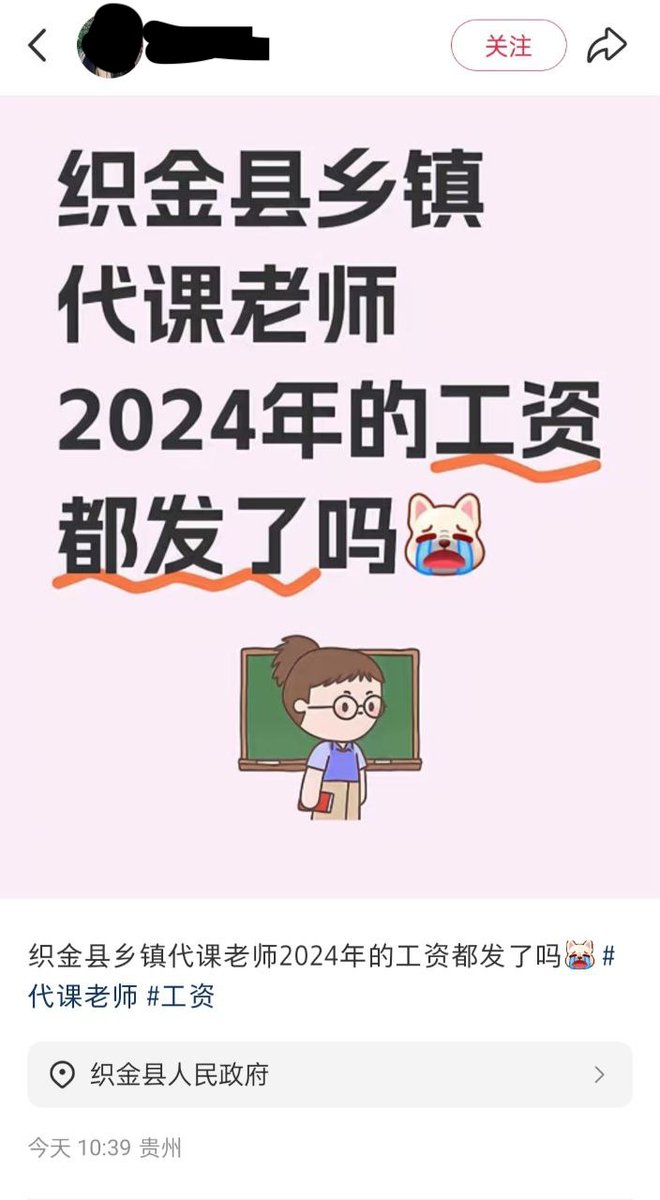 关注
织金县乡镇
代课老师
2024年的工资
都发了吗😭
织金县乡镇代课老师2024年的工资都发了吗😭 #
代课老师 #工资
织金县人民政府
今天 10:39 贵州